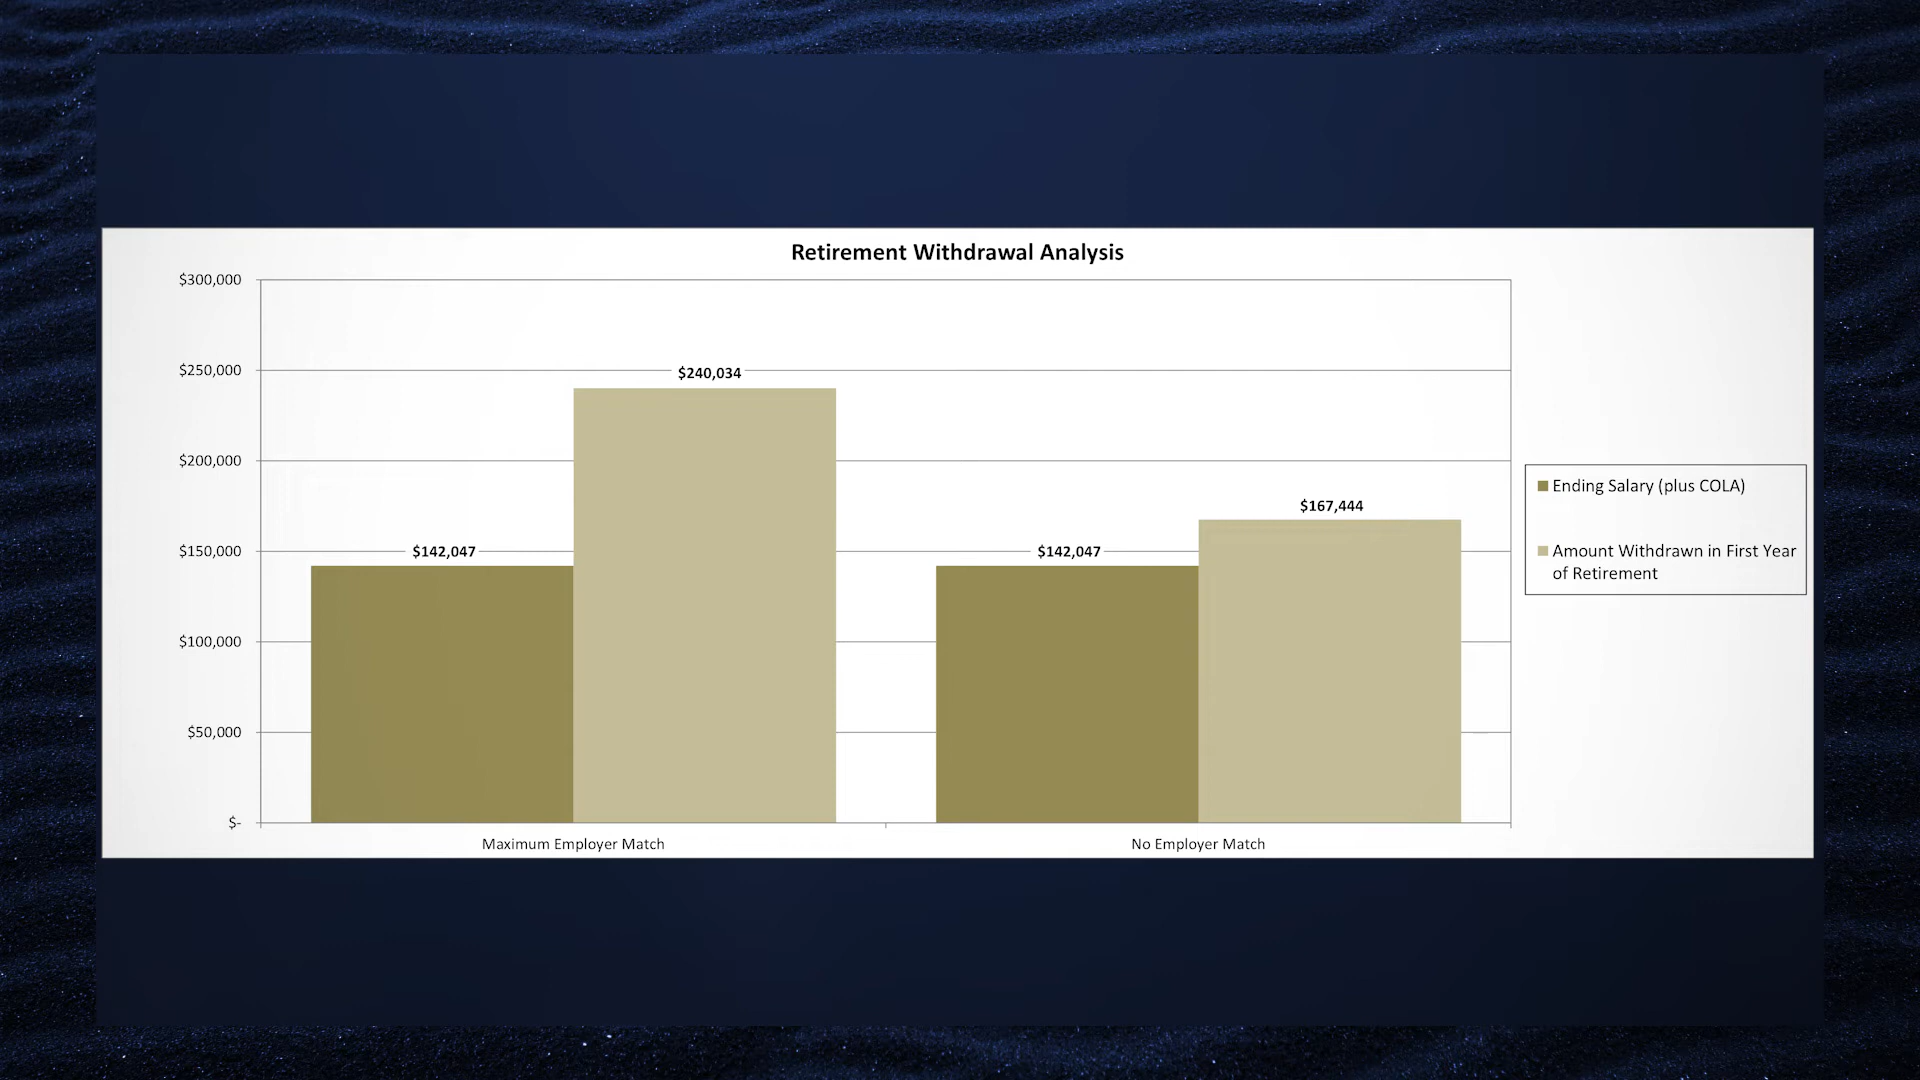 Retirement Withdrawal Analysis
$300,000
$250,000
$200,000
$150,000
$100,000
$50,000
$-
$142,047
$240,034
$142,047
$167,444
Maximum Employer Match
No Employer Match
Ending Salary (plus COLA)
Amount Withdrawn in First Year
of Retirement